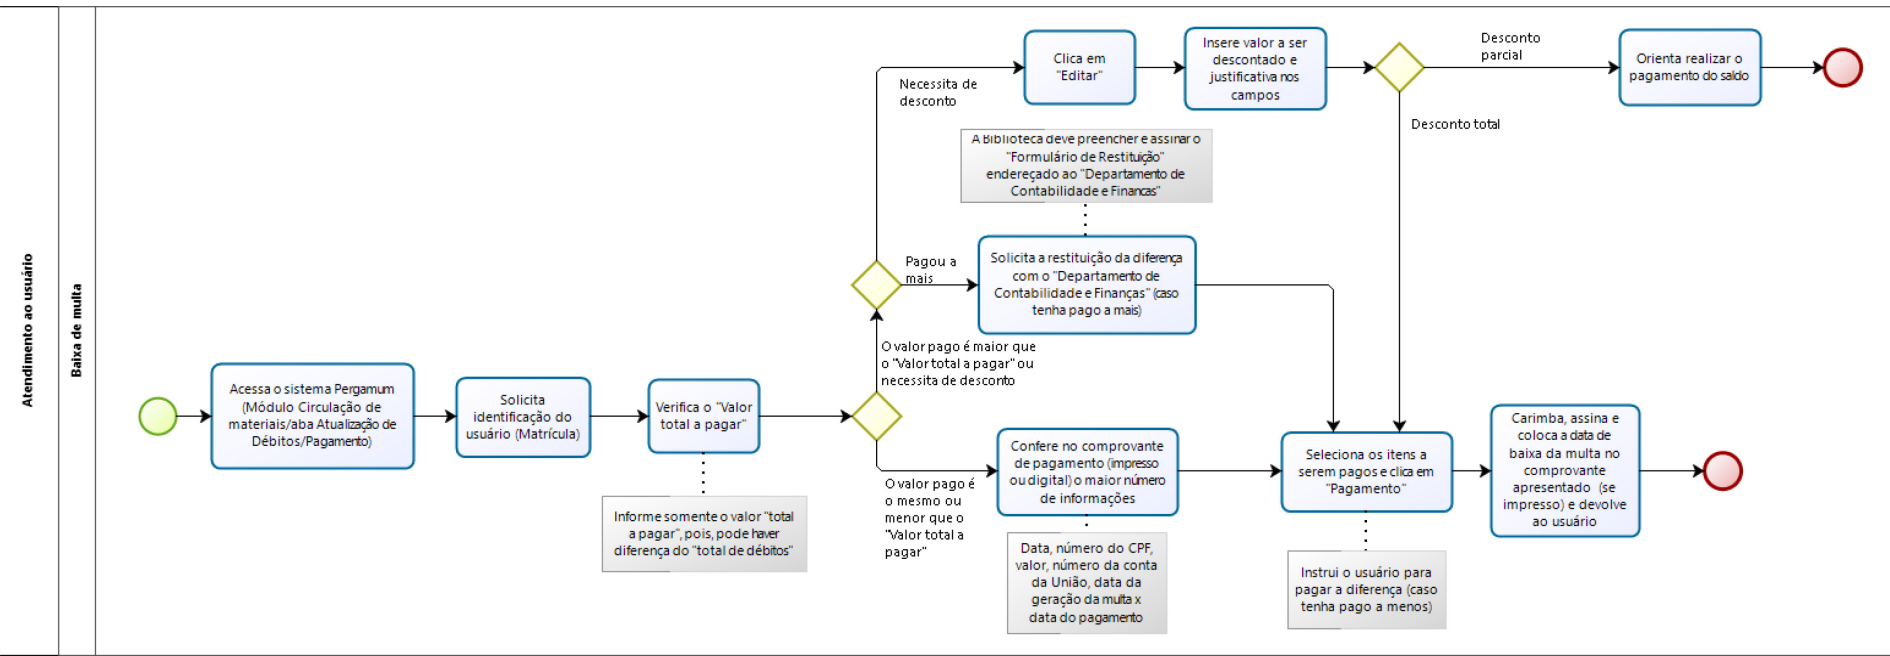 Atendimento ao usuário
Baixa de multa
Acessa o sistema Pergamum
(Módulo Circulação de
materiais/aba Atualização de
Débitos/Pagamento)
Solicita
identificação do
usuário (Matrícula)
Verifica o "Valor
total a pagar"
Informe somente o valor "total
a pagar", pois, pode haver
diferença do "total de débitos"
O valor pago é maior que
o "Valor total a pagar" ou
necessita de desconto
Necessita de
desconto
Clica em
"Editar"
Insere valor a ser
descontado e
justificativa nos
campos
Desconto
parcial
Orienta realizar o
pagamento do saldo
Desconto total
A Biblioteca deve preencher e assinar o
"Formulário de Restituição"
endereçado ao "Departamento de
Contabilidade e Financas"
Pagou a
mais
Solicita a restituição da diferença
com o "Departamento de
Contabilidade e Finanças" (caso
tenha pago a mais)
O valor pago é
o mesmo ou
menor que o
"Valor total a
pagar"
Confere no comprovante
de pagamento (impresso
ou digital) o maior número
de informações
Data, número do CPF,
valor, número da conta
da União, data da
geração da multa x
data do pagamento
Seleciona os itens a
serem pagos e clica em
"Pagamento"
Instrui o usuário para
pagar a diferença (caso
tenha pago a menos)
Carimba, assina e
coloca a data de
baixa da multa no
comprovante
apresentado (se
impresso) e devolve
ao usuário